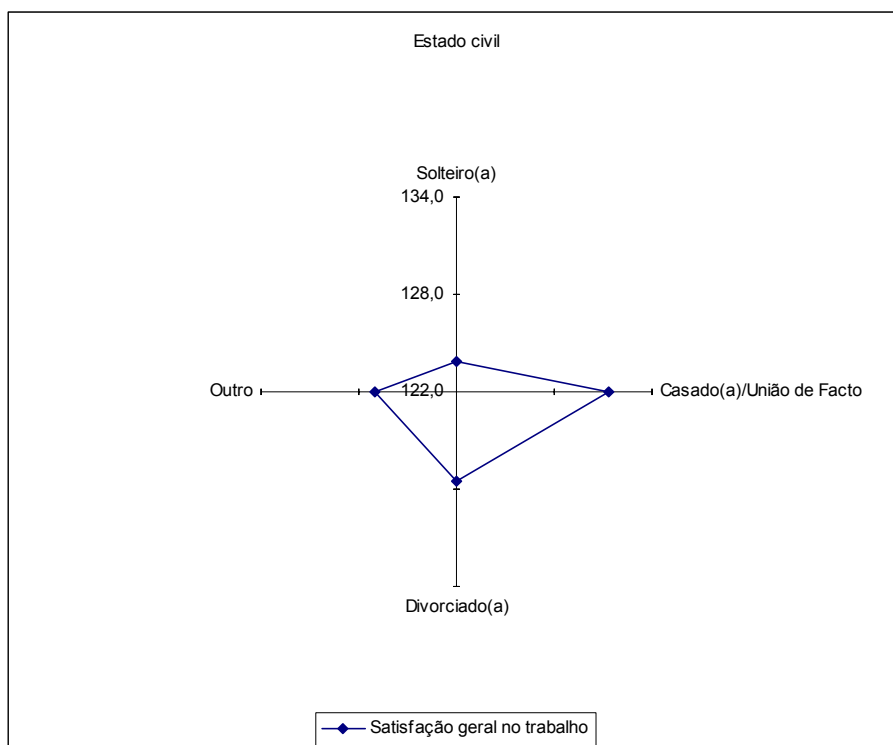 Estado civil
Solteiro(a)
134,0
128,0
Outro
122,0
Casado(a)/União de Facto
Divorciado(a)
Satisfação geral no trabalho